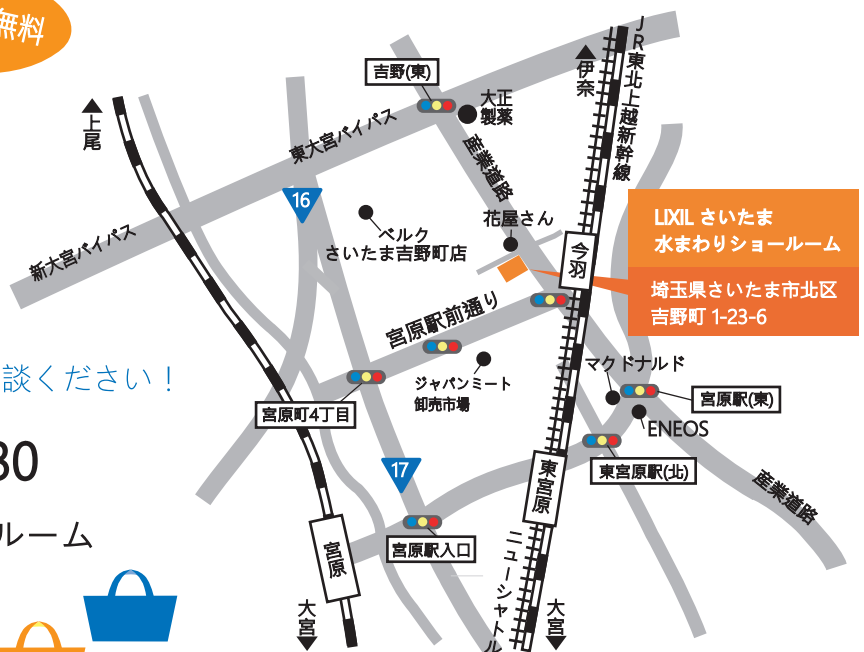 無料
吉野(東)
大正
製薬
上尾
伊奈
JR東北上越新幹線
東大宮バイパス
産業道路
16
花屋さん
ベルク
さいたま吉野町店
今羽
LIXIL さいたま
水まわりショールーム
埼玉県さいたま市北区
吉野町 1-23-6
新大宮バイパス
宮原駅前通り
談ください！
ジャパンミート
卸売市場
マクドナルド
宮原駅(東)
宮原町4丁目
ENEOS
30
17
東宮原
東宮原駅(北)
産業道路
ルーム
宮原
宮原駅入口
ニューシャトル
大宮
大宮